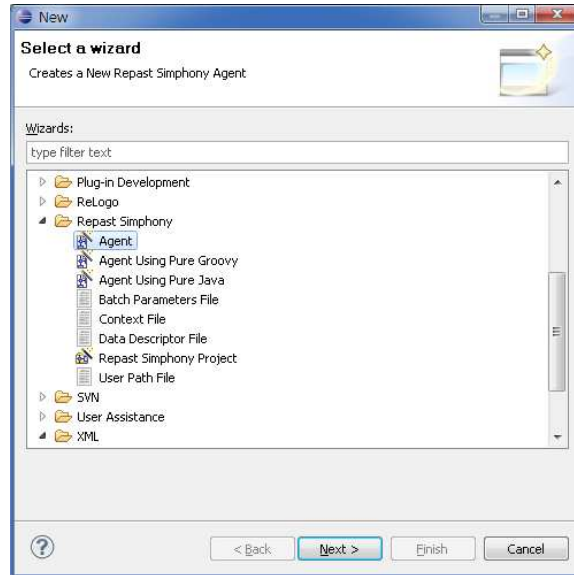 New
Select a wizard
Creates a New Repast Simphony Agent
Wizards:
type filter text
Plug-in Development
ReLogo
Repast Simphony
Agent
Agent Using Pure Groovy
Agent Using Pure Java
Batch Parameters File
Context File
Data Descriptor File
Repast Simphony Project
User Path File
SVN
User Assistance
XML
? < Back Next > Finish Cancel